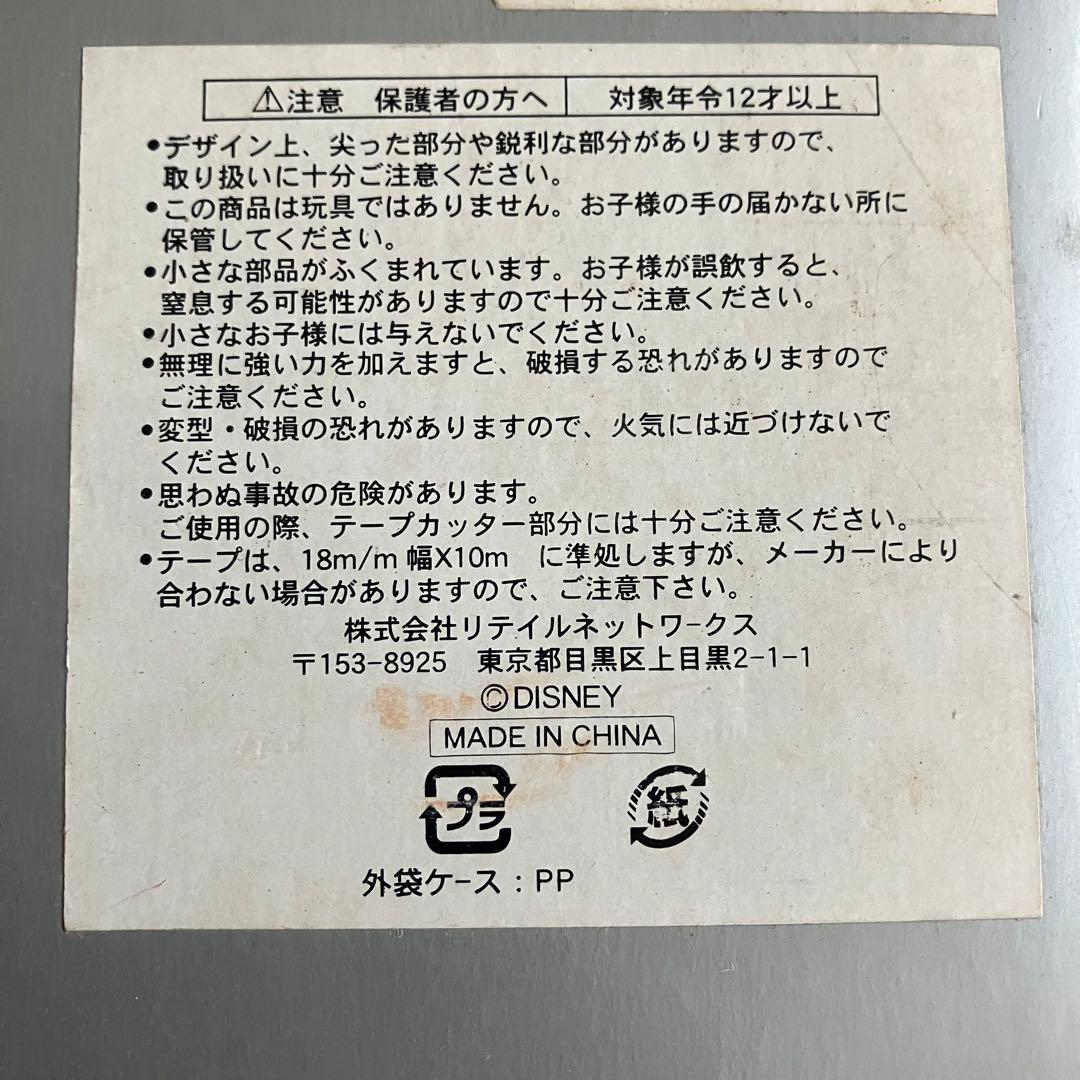 ⚠注意　保護者の方へ　対象年令12才以上
●デザイン上、尖った部分や鋭利な部分がありますので、
取り扱いに十分ご注意ください。
●この商品は玩具ではありません。お子様の手の届かない所に
保管してください。
●小さな部品がふくまれています。お子様が誤飲すると、
窒息する可能性がありますので十分ご注意ください。
●小さなお子様には与えないでください。
●無理に強い力を加えますと、破損する恐れがありますので
ご注意ください。
●変型・破損の恐れがありますので、火気には近づけないで
ください。
●思わぬ事故の危険があります。
ご使用の際、テープカッター部分には十分ご注意ください。
●テープは、18m/m 幅X10m　に準処しますが、メーカーにより
合わない場合がありますので、ご注意下さい。
株式会社リテイルネットワークス
〒153-8925　東京都目黒区上目黒2-1-1
©DISNEY
MADE IN CHINA
プラ　紙
外袋ケース：PP